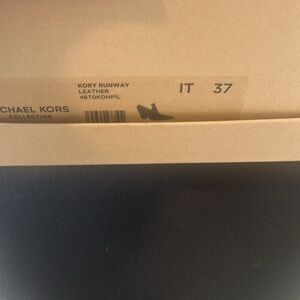 KORY RUNWAY
LEATHER
46T0KOHP1L
IT 37
CHAEL KORS
COLLECTION